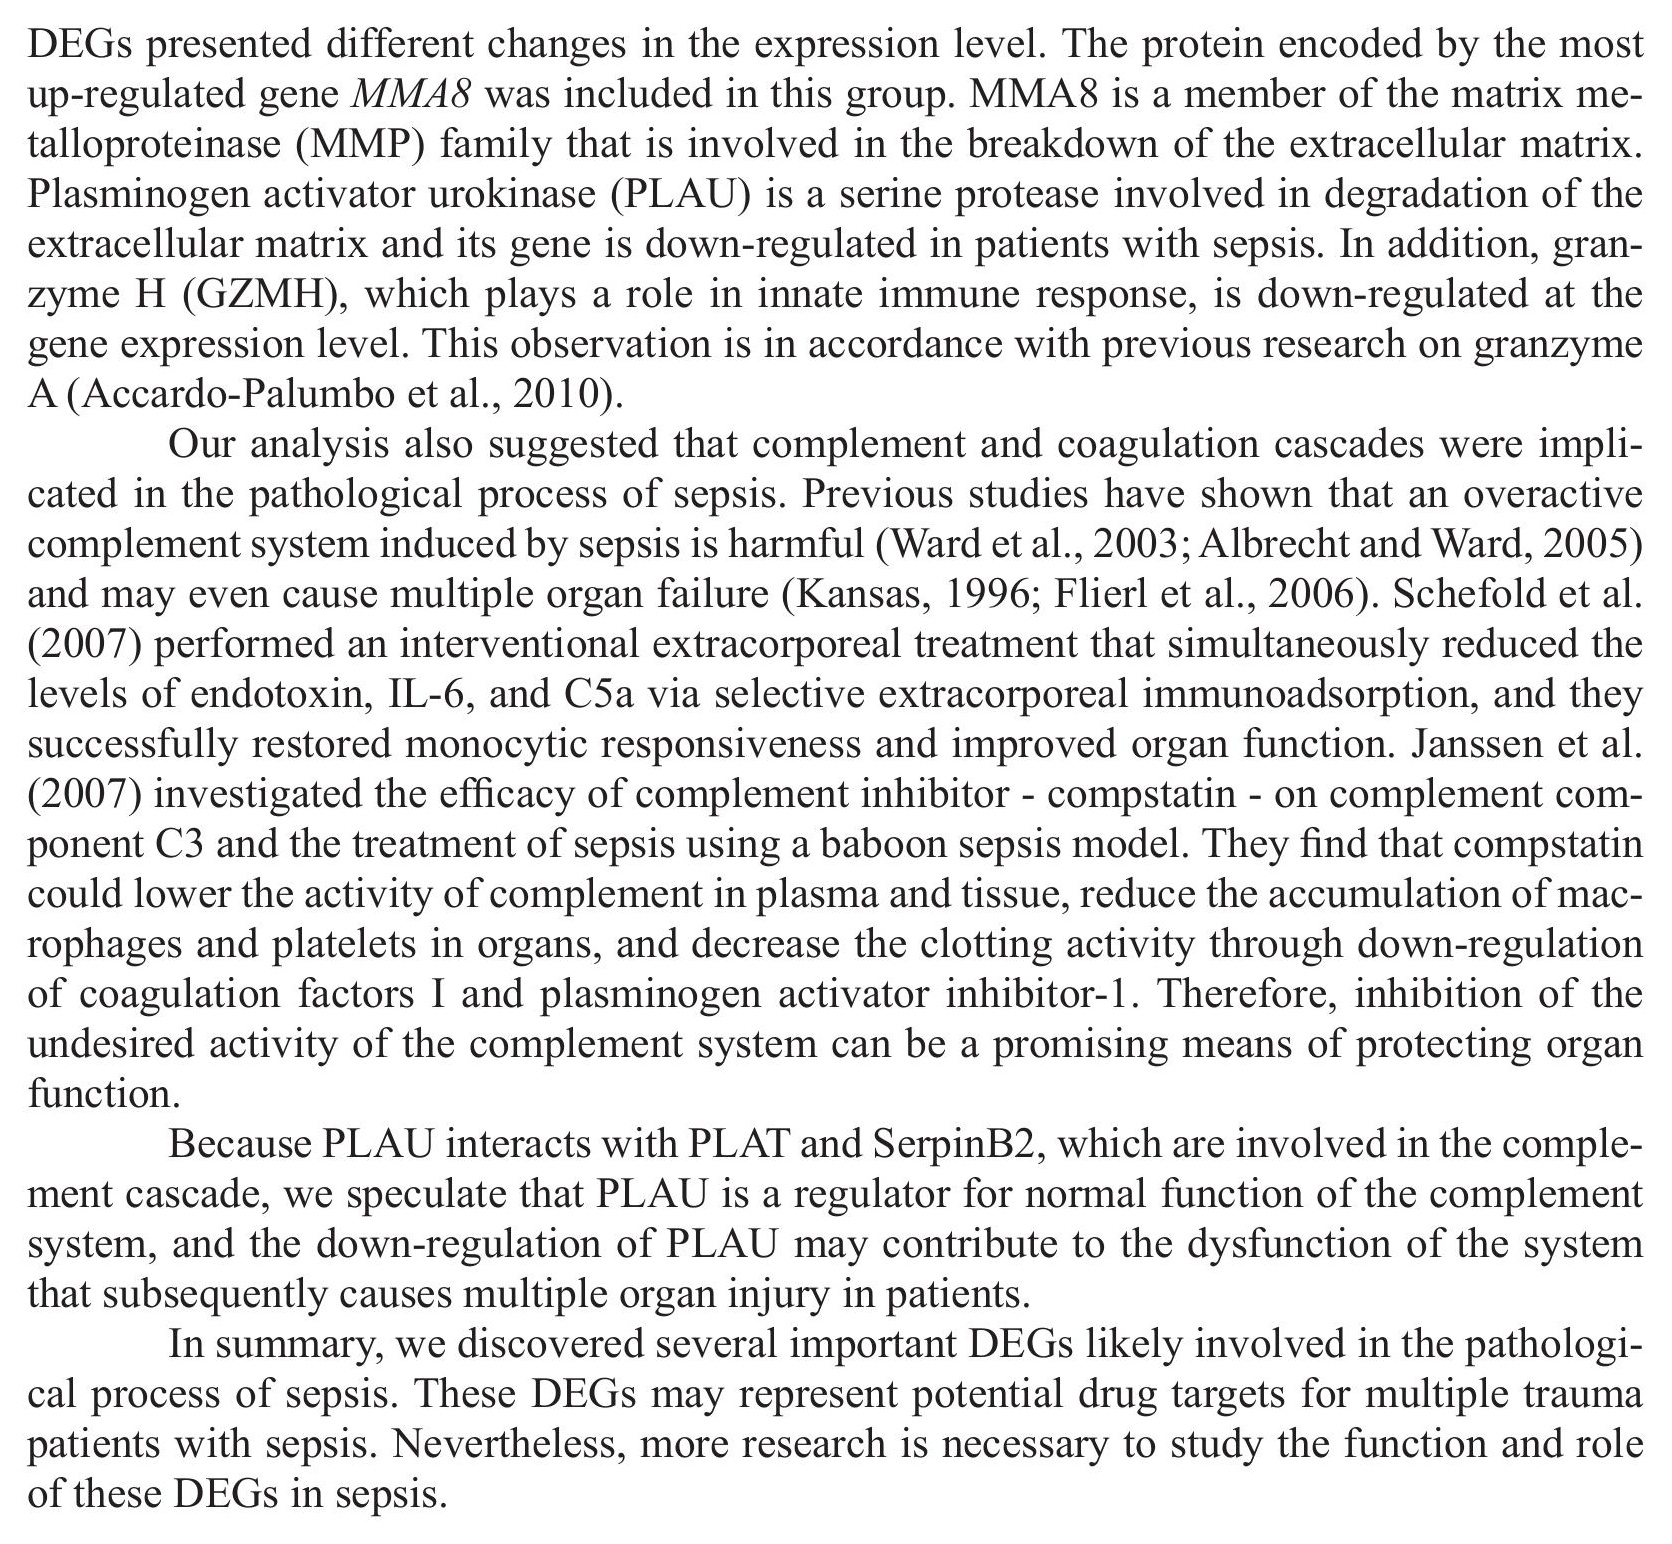 DEGs presented different changes in the expression level. The protein encoded by the most
up-regulated gene MMA8 was included in this group. MMA8 is a member of the matrix me-
talloproteinase (MMP) family that is involved in the breakdown of the extracellular matrix.
Plasminogen activator urokinase (PLAU) is a serine protease involved in degradation of the
extracellular matrix and its gene is down-regulated in patients with sepsis. In addition, gran-
zyme H (GZMH), which plays a role in innate immune response, is down-regulated at the
gene expression level. This observation is in accordance with previous research on granzyme
A (Accardo-Palumbo et al., 2010).
Our analysis also suggested that complement and coagulation cascades were impli-
cated in the pathological process of sepsis. Previous studies have shown that an overactive
complement system induced by sepsis is harmful (Ward et al., 2003; Albrecht and Ward, 2005)
and may even cause multiple organ failure (Kansas, 1996; Flierl et al., 2006). Schefold et al.
(2007) performed an interventional extracorporeal treatment that simultaneously reduced the
levels of endotoxin, IL-6, and C5a via selective extracorporeal immunoadsorption, and they
successfully restored monocytic responsiveness and improved organ function. Janssen et al.
(2007) investigated the efficacy of complement inhibitor - compstatin - on complement com-
ponent C3 and the treatment of sepsis using a baboon sepsis model. They find that compstatin
could lower the activity of complement in plasma and tissue, reduce the accumulation of mac-
rophages and platelets in organs, and decrease the clotting activity through down-regulation
of coagulation factors I and plasminogen activator inhibitor-1. Therefore, inhibition of the
undesired activity of the complement system can be a promising means of protecting organ
function.
Because PLAU interacts with PLAT and SerpinB2, which are involved in the comple-
ment cascade, we speculate that PLAU is a regulator for normal function of the complement
system, and the down-regulation of PLAU may contribute to the dysfunction of the system
that subsequently causes multiple organ injury in patients.
In summary, we discovered several important DEGs likely involved in the pathologi-
cal process of sepsis. These DEGs may represent potential drug targets for multiple trauma
patients with sepsis. Nevertheless, more research is necessary to study the function and role
of these DEGs in sepsis.